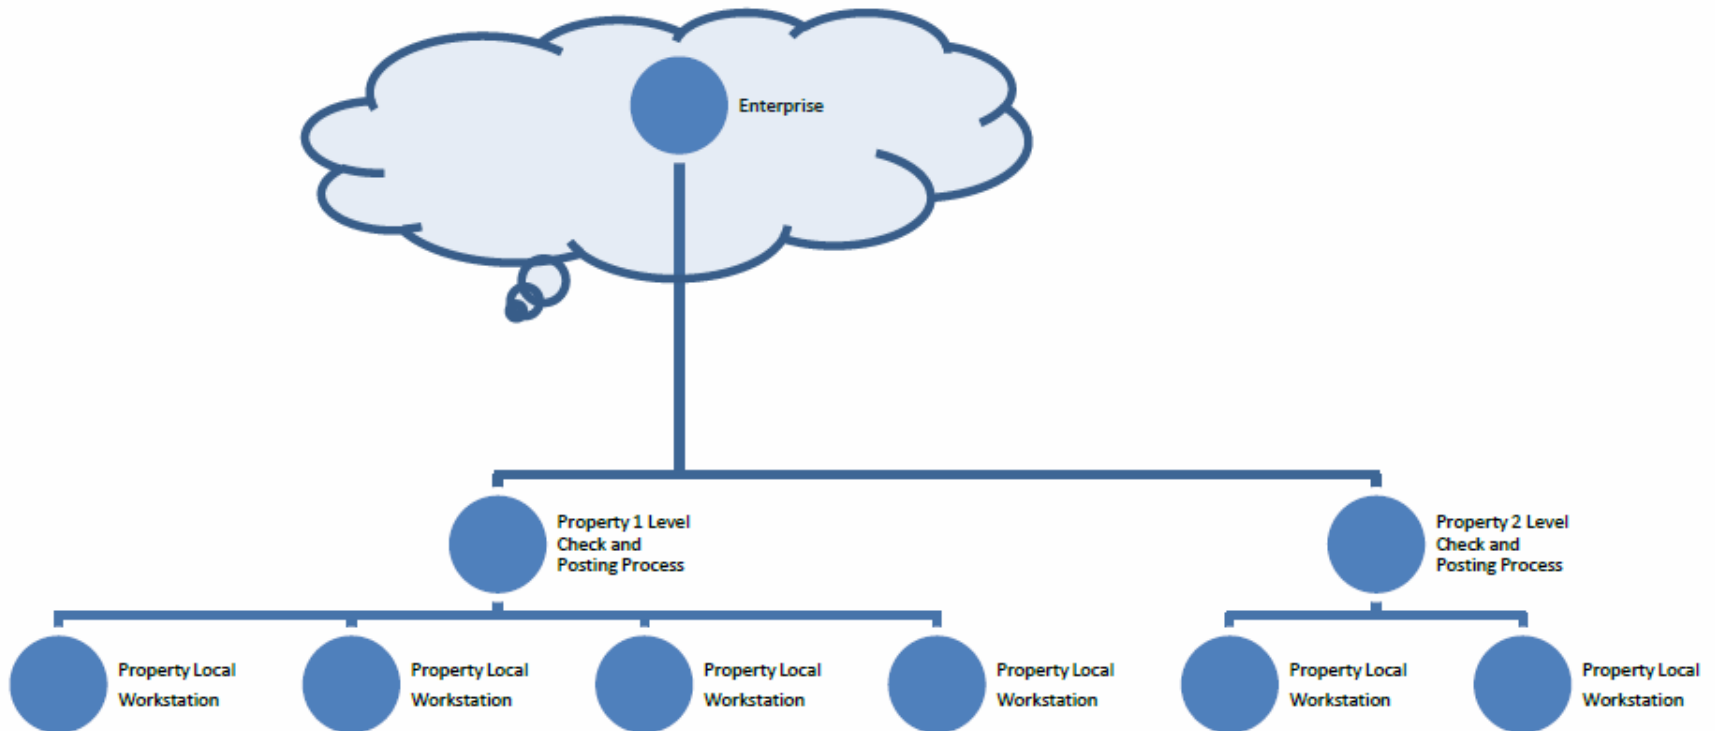 Enterprise
Property 1 Level
Check and
Posting Process
Property 2 Level
Check and
Posting Process
Property Local
Workstation
Property Local
Workstation
Property Local
Workstation
Property Local
Workstation
Property Local
Workstation
Property Local
Workstation